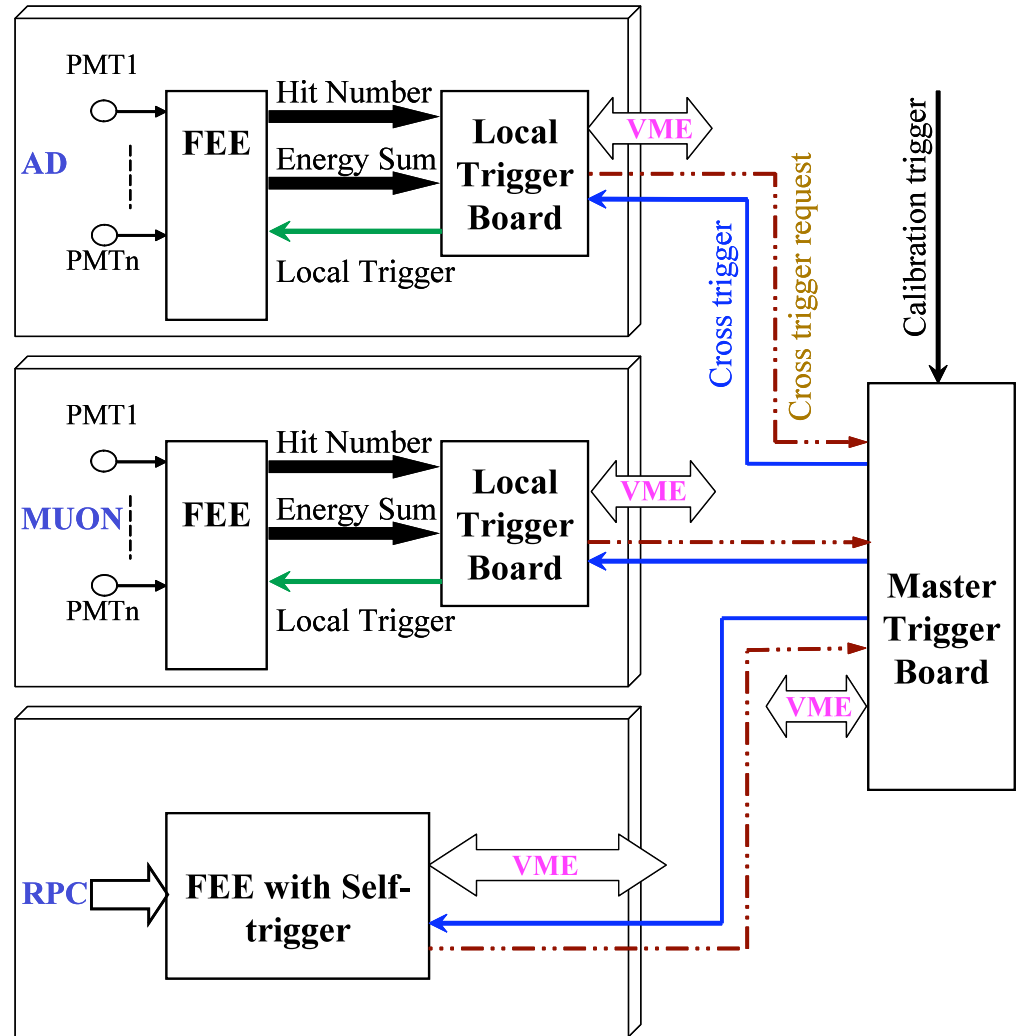 PMT1
AD
PMTn
FEE
Hit Number
Energy Sum
Local Trigger
Local
Trigger
Board
VME
Cross trigger
Cross trigger request
Calibration trigger
PMT1
MUON
PMTn
FEE
Hit Number
Energy Sum
Local Trigger
Local
Trigger
Board
VME
Master
Trigger
Board
VME
RPC
FEE with Self-
trigger
VME